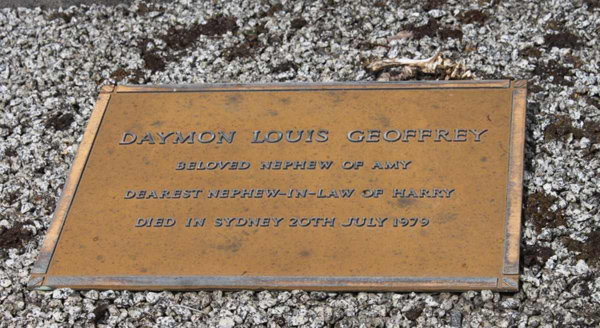 DAYMON LOUIS GEOFFREY
BELOVED NEPHEW OF AMY
DEAREST NEPHEW-IN-LAW OF HARRY
DIED IN SYDNEY 20TH JULY 1979